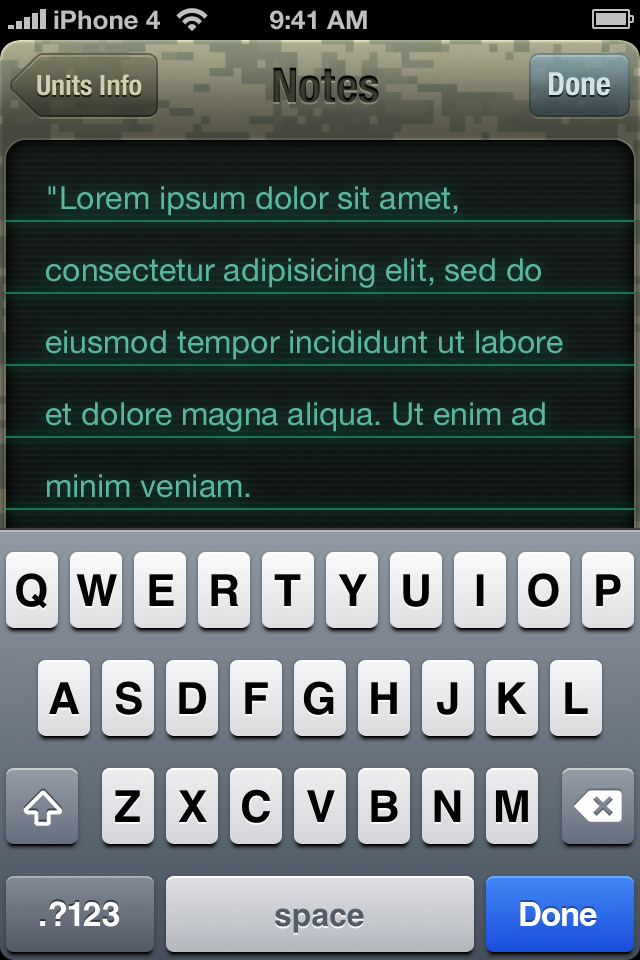 iPhone 4 9:41 AM
Units Info Notes Done
"Lorem ipsum dolor sit amet,
consectetur adipisicing elit, sed do
eiusmod tempor incididunt ut labore
et dolore magna aliqua. Ut enim ad
minim veniam.
Q W E R T Y U I O P
A S D F G H J K L
Z X C V B N M
.?123 space Done